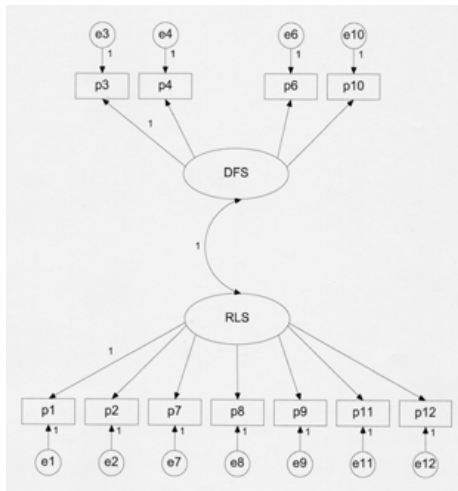 e3 e4 e6 e10
1 1 1 1
p3 p4 p6 p10
1
DFS
1
RLS
1
p1 p2 p7 p8 p9 p11 p12
1 1 1 1 1 1 1
e1 e2 e7 e8 e9 e11 e12